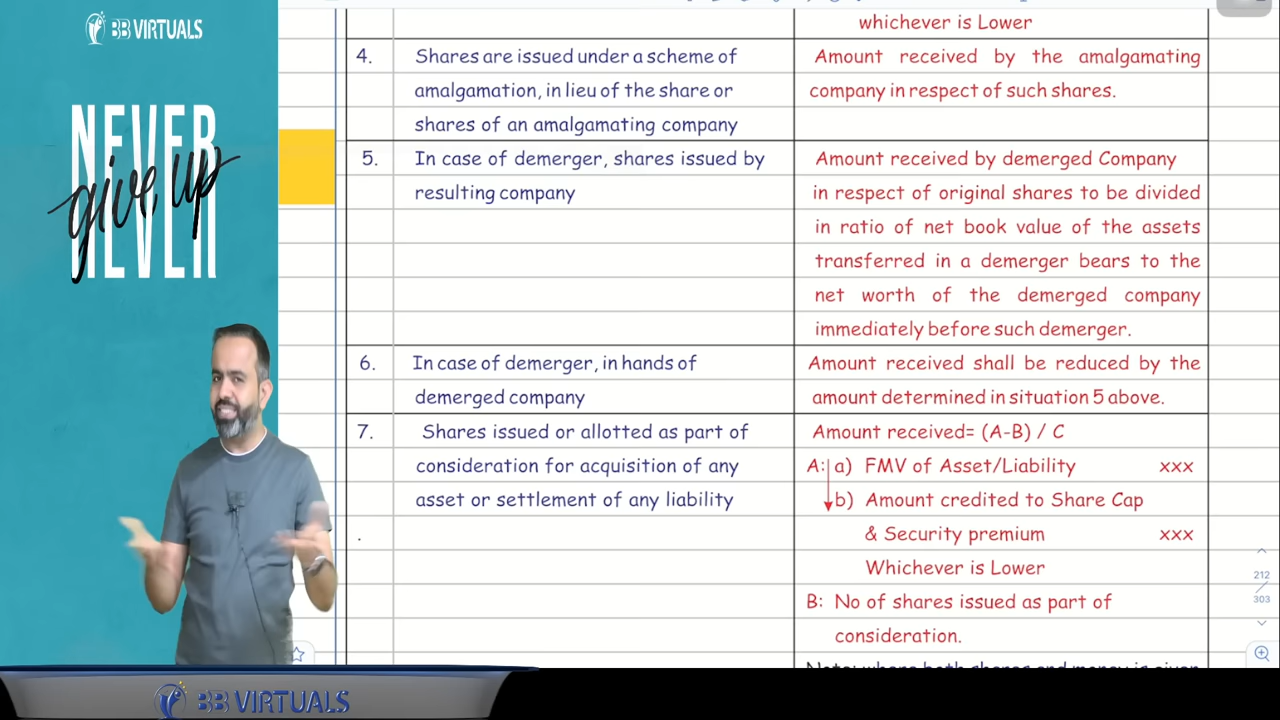 BB VIRTUALS
NEVER
give up
NEVER
whichever is Lower
4. Shares are issued under a scheme of
amalgamation, in lieu of the share or
shares of an amalgamating company
Amount received by the amalgamating
company in respect of such shares.
5. In case of demerger, shares issued by
resulting company
Amount received by demerged Company
in respect of original shares to be divided
in ratio of net book value of the assets
transferred in a demerger bears to the
net worth of the demerged company
immediately before such demerger.
6. In case of demerger, in hands of
demerged company
Amount received shall be reduced by the
amount determined in situation 5 above.
7. Shares issued or allotted as part of
consideration for acquisition of any
asset or settlement of any liability
.
Amount received= (A-B) / C
A: a) FMV of Asset/Liability xxx
b) Amount credited to Share Cap
& Security premium xxx
Whichever is Lower
B: No of shares issued as part of
consideration.
Note: where both shares and money is given
212
303
BB VIRTUALS